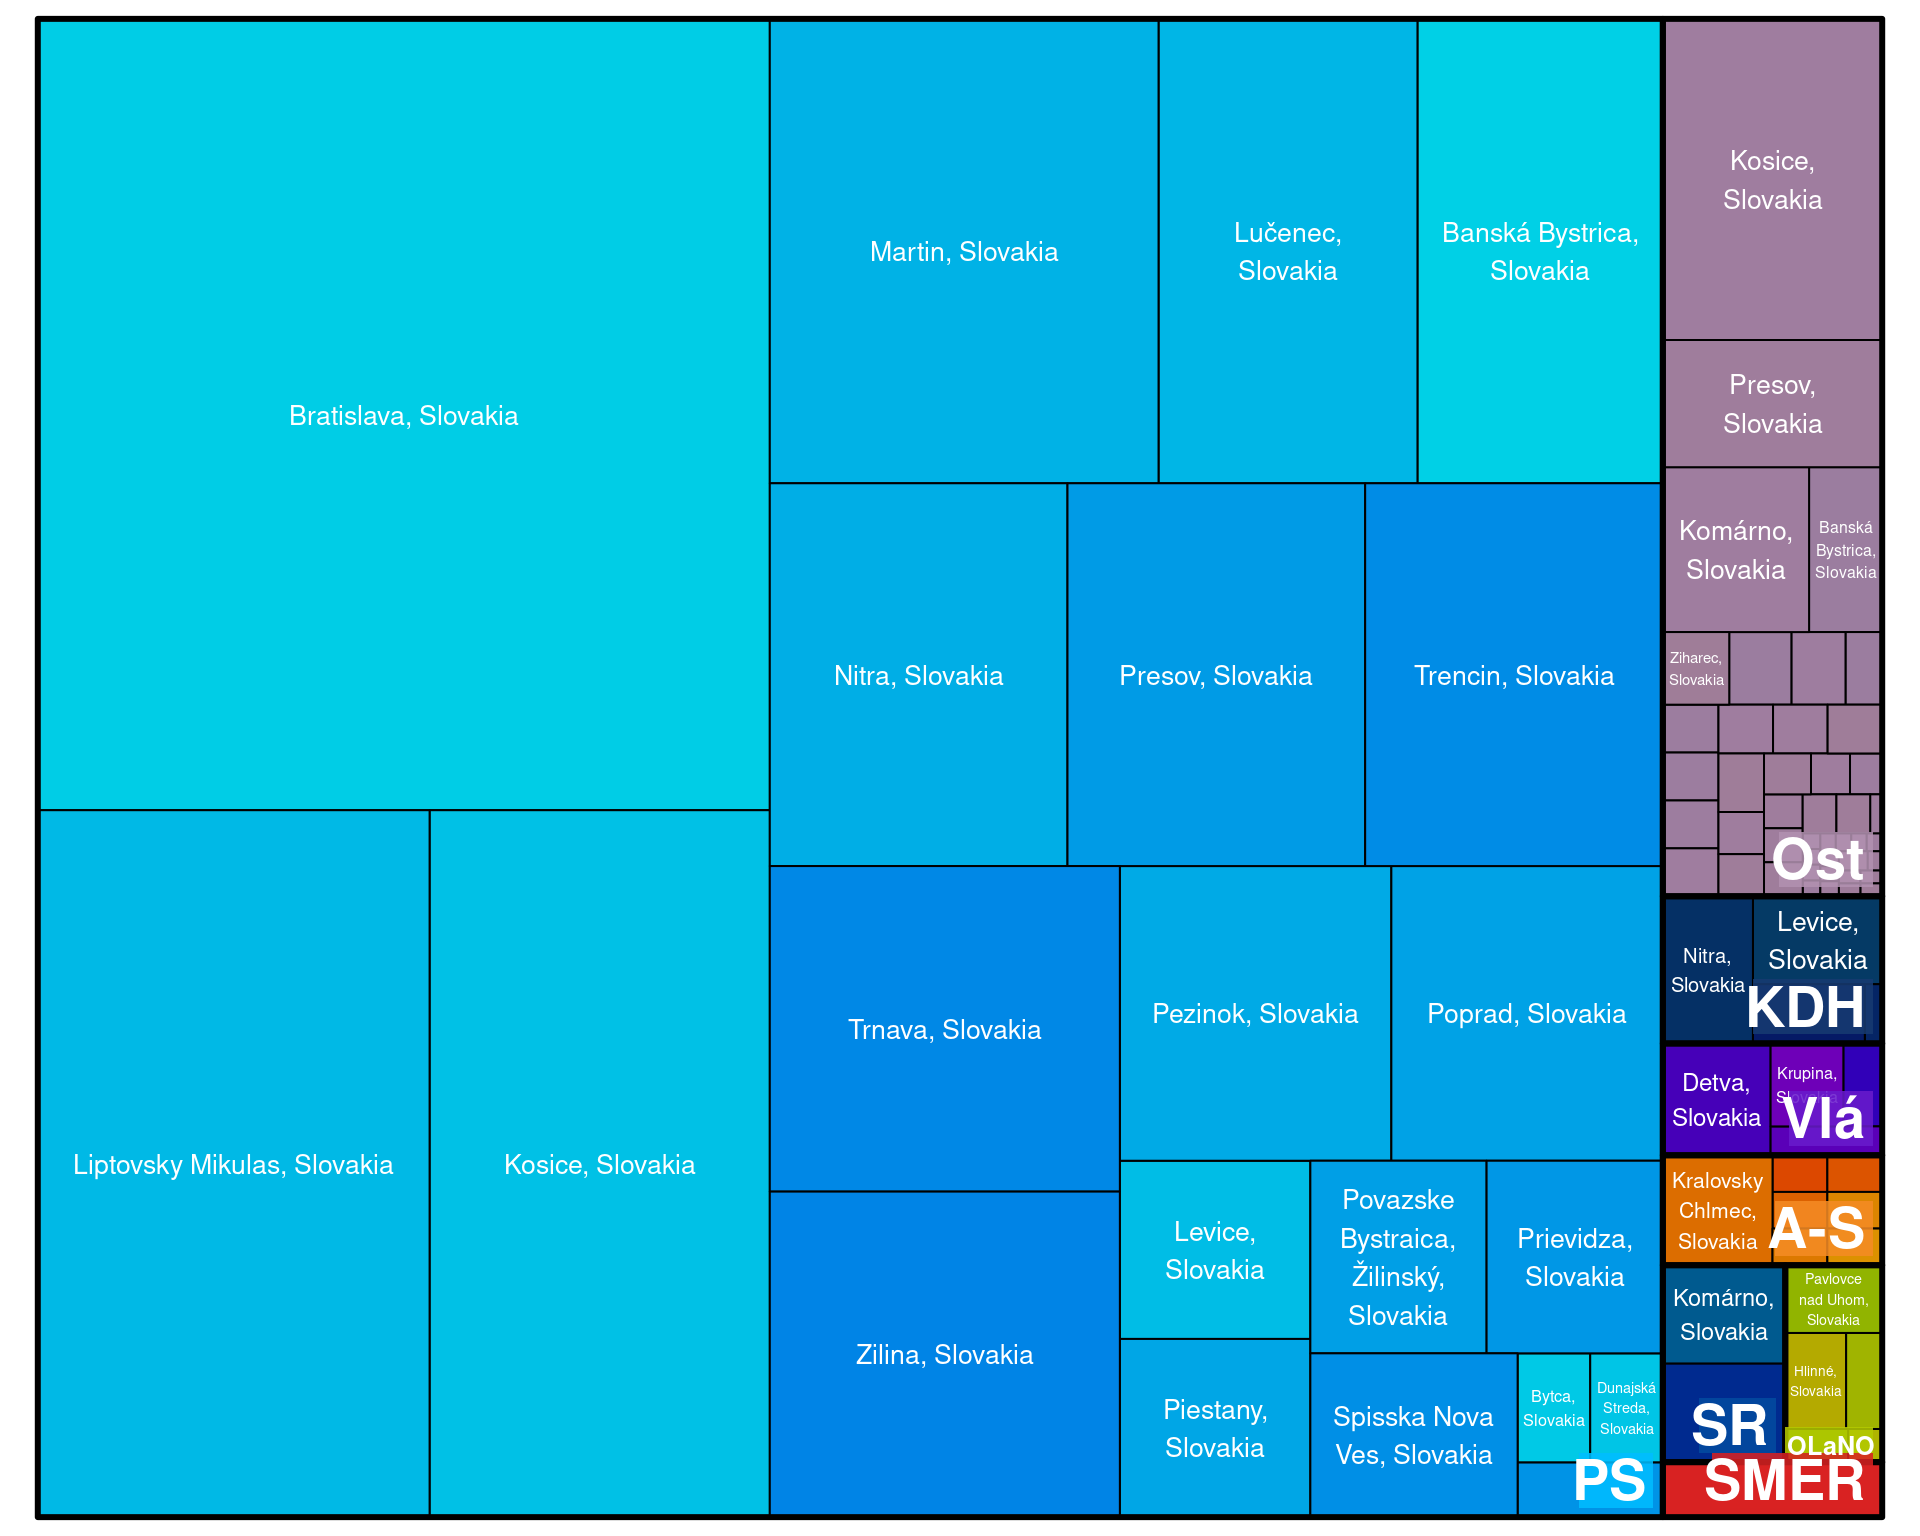 Bratislava, Slovakia
Liptovsky Mikulas, Slovakia
Kosice, Slovakia
Martin, Slovakia
Lučenec,
Slovakia
Banská Bystrica,
Slovakia
Nitra, Slovakia
Presov, Slovakia
Trencin, Slovakia
Trnava, Slovakia
Zilina, Slovakia
Pezinok, Slovakia
Poprad, Slovakia
Levice,
Slovakia
Piestany,
Slovakia
Povazske
Bystraica,
Žilinský,
Slovakia
Prievidza,
Slovakia
Spisska Nova
Ves, Slovakia
Bytca,
Slovakia
Dunajská
Streda,
Slovakia
PS
Kosice,
Slovakia
Presov,
Slovakia
Komárno,
Slovakia
Banská
Bystrica,
Slovakia
Ziharec,
Slovakia
Ost
Nitra,
Slovakia
Levice,
Slovakia
KDH
Detva,
Slovakia
Krupina,
Slovakia
Vlá
Kralovsky
Chlmec,
Slovakia
A-S
Komárno,
Slovakia
SR
Pavlovce
nad Uhom,
Slovakia
Hlinné,
Slovakia
OLaNO
SMER